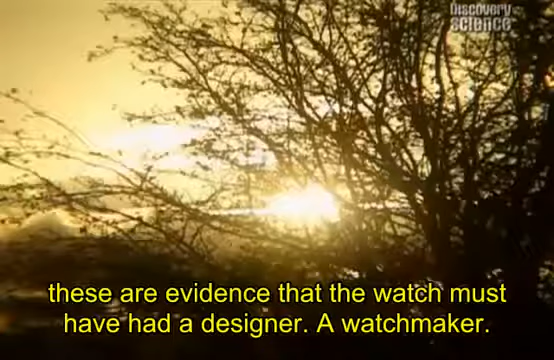 Discovery
SCIENCE
these are evidence that the watch must
have had a designer. A watchmaker.